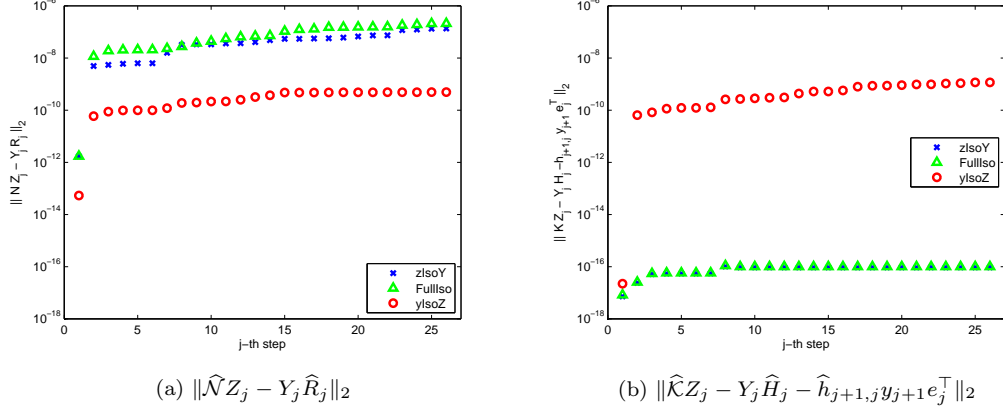 10⁻⁶
10⁻⁸
10⁻¹⁰
10⁻¹²
10⁻¹⁴
10⁻¹⁶
10⁻¹⁸
|| N Z_j − Y_j R_j ||_2
0 5 10 15 20 25
j−th step
zIsoY
FullIso
yIsoZ
10⁻⁶
10⁻⁸
10⁻¹⁰
10⁻¹²
10⁻¹⁴
10⁻¹⁶
10⁻¹⁸
|| K Z_j − Y_j H_j −h_{j+1,j} y_{j+1} e_j^T ||_2
0 5 10 15 20 25
j−th step
zIsoY
FullIso
yIsoZ
(a) ‖N̂Z_j − Y_jR̂_j‖_2
(b) ‖K̂Z_j − Y_jĤ_j − ĥ_{j+1,j}y_{j+1}e_j^⊤‖_2